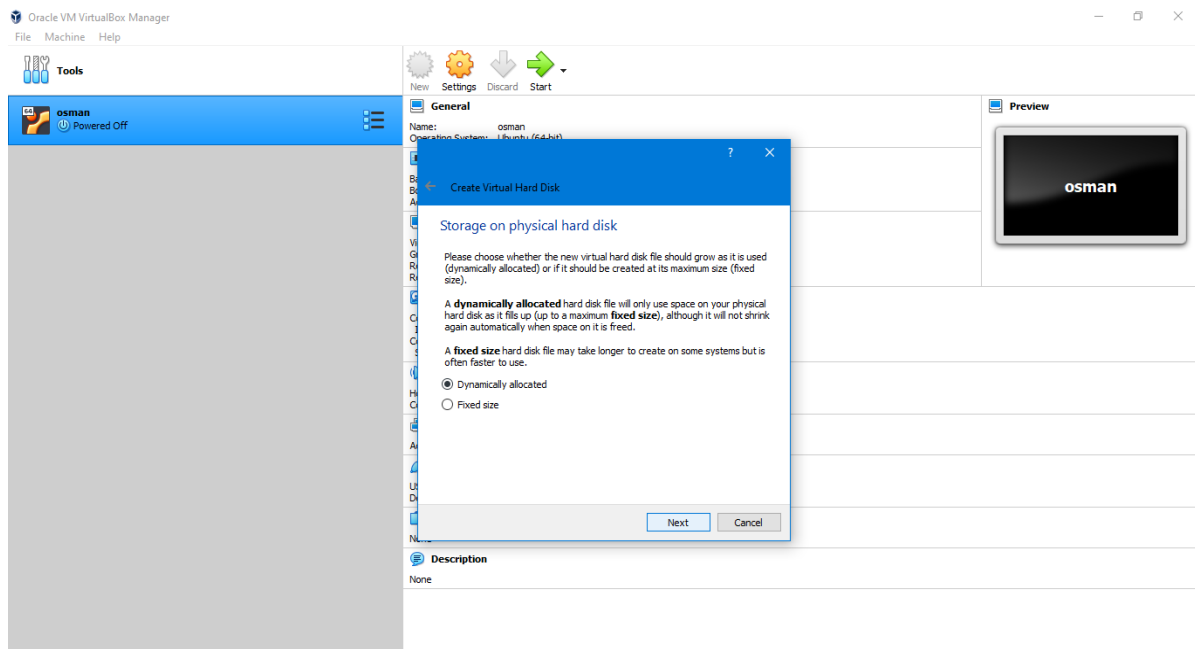 Oracle VM VirtualBox Manager
File Machine Help
Tools
New Settings Discard Start
64
osman
Powered Off
General
Name: osman
Operating System: Ubuntu (64-bit)
Preview
osman
?
Create Virtual Hard Disk
Storage on physical hard disk
Please choose whether the new virtual hard disk file should grow as it is used
(dynamically allocated) or if it should be created at its maximum size (fixed
size).
A dynamically allocated hard disk file will only use space on your physical
hard disk as it fills up (up to a maximum fixed size), although it will not shrink
again automatically when space on it is freed.
A fixed size hard disk file may take longer to create on some systems but is
often faster to use.
Dynamically allocated
Fixed size
Next Cancel
Description
None